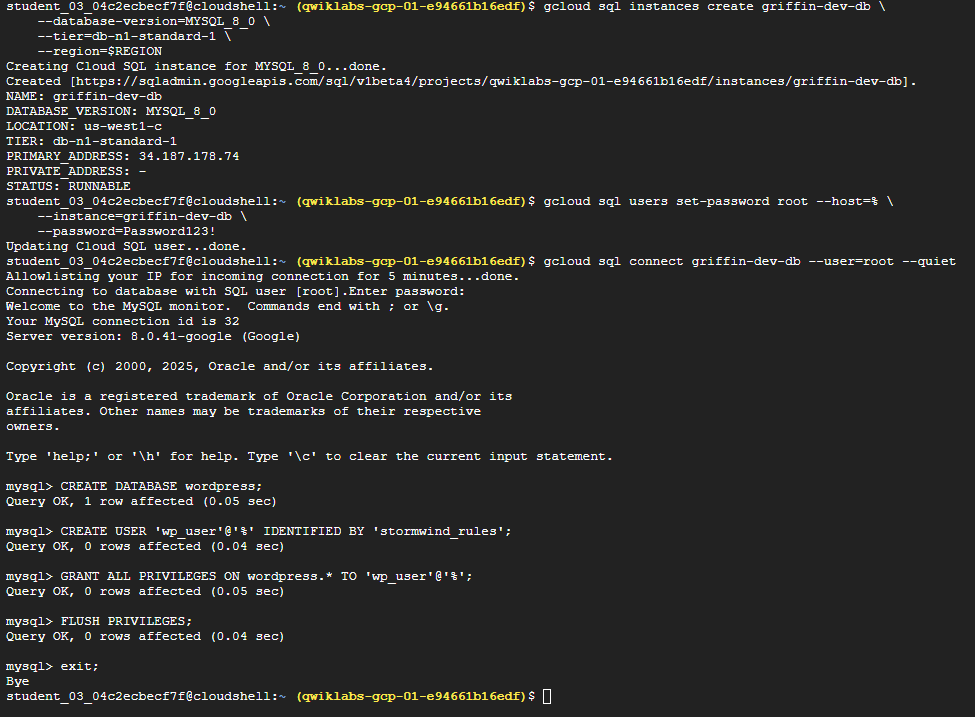 student_03_04c2ecbecf7f@cloudshell:~ (qwiklabs-gcp-01-e94661b16edf)$ gcloud sql instances create griffin-dev-db \
    --database-version=MYSQL_8_0 \
    --tier=db-n1-standard-1 \
    --region=$REGION
Creating Cloud SQL instance for MYSQL_8_0...done.
Created [https://sqladmin.googleapis.com/sql/v1beta4/projects/qwiklabs-gcp-01-e94661b16edf/instances/griffin-dev-db].
NAME: griffin-dev-db
DATABASE_VERSION: MYSQL_8_0
LOCATION: us-west1-c
TIER: db-n1-standard-1
PRIMARY_ADDRESS: 34.187.178.74
PRIVATE_ADDRESS: -
STATUS: RUNNABLE
student_03_04c2ecbecf7f@cloudshell:~ (qwiklabs-gcp-01-e94661b16edf)$ gcloud sql users set-password root --host=% \
    --instance=griffin-dev-db \
    --password=Password123!
Updating Cloud SQL user...done.
student_03_04c2ecbecf7f@cloudshell:~ (qwiklabs-gcp-01-e94661b16edf)$ gcloud sql connect griffin-dev-db --user=root --quiet
Allowlisting your IP for incoming connection for 5 minutes...done.
Connecting to database with SQL user [root].Enter password:
Welcome to the MySQL monitor.  Commands end with ; or \g.
Your MySQL connection id is 32
Server version: 8.0.41-google (Google)

Copyright (c) 2000, 2025, Oracle and/or its affiliates.

Oracle is a registered trademark of Oracle Corporation and/or its
affiliates. Other names may be trademarks of their respective
owners.

Type 'help;' or '\h' for help. Type '\c' to clear the current input statement.

mysql> CREATE DATABASE wordpress;
Query OK, 1 row affected (0.05 sec)

mysql> CREATE USER 'wp_user'@'%' IDENTIFIED BY 'stormwind_rules';
Query OK, 0 rows affected (0.04 sec)

mysql> GRANT ALL PRIVILEGES ON wordpress.* TO 'wp_user'@'%';
Query OK, 0 rows affected (0.05 sec)

mysql> FLUSH PRIVILEGES;
Query OK, 0 rows affected (0.04 sec)

mysql> exit;
Bye
student_03_04c2ecbecf7f@cloudshell:~ (qwiklabs-gcp-01-e94661b16edf)$